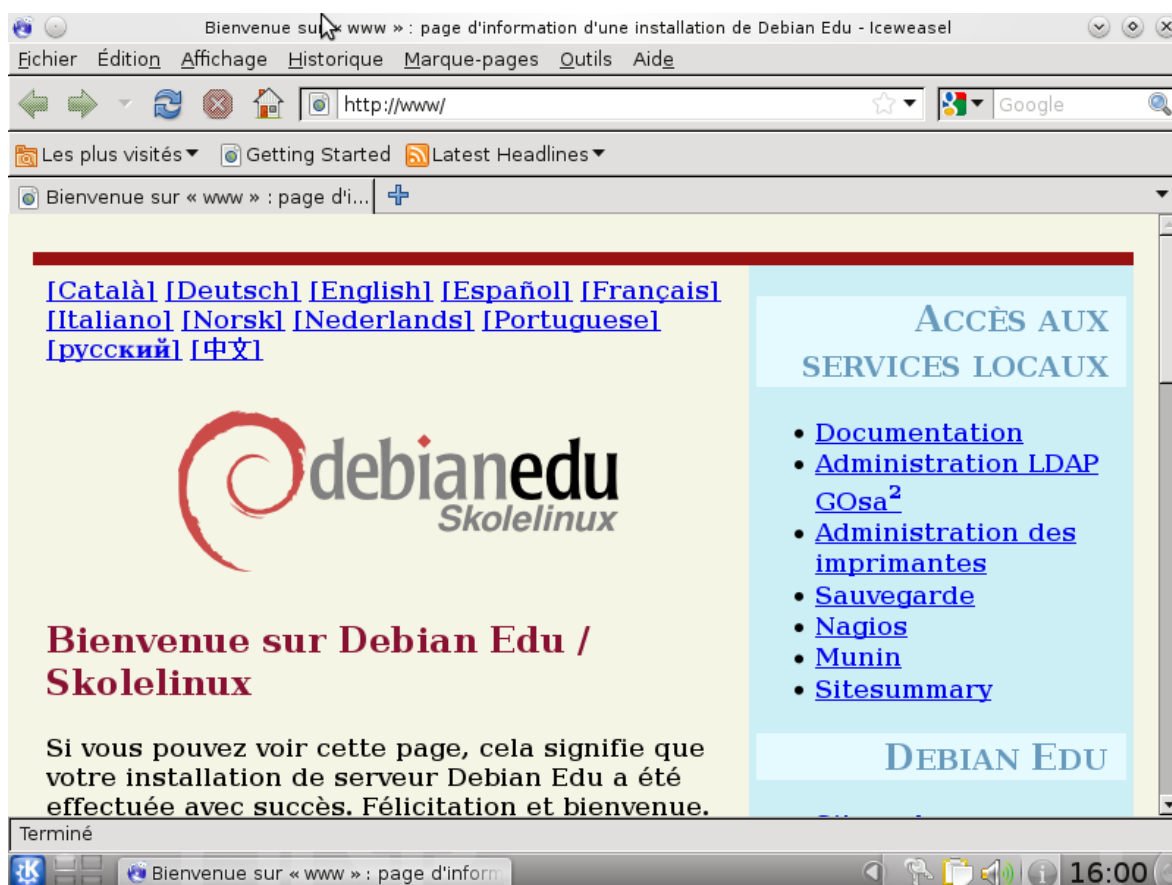 Bienvenue sur « www » : page d'information d'une installation de Debian Edu - Iceweasel
Fichier Édition Affichage Historique Marque-pages Outils Aide
http://www/
Google
Les plus visités Getting Started Latest Headlines
Bienvenue sur « www » : page d'i...
[Català] [Deutsch] [English] [Español] [Français]
[Italiano] [Norsk] [Nederlands] [Portuguese]
[русский] [中文]
debianedu
Skolelinux
Bienvenue sur Debian Edu /
Skolelinux
Si vous pouvez voir cette page, cela signifie que
votre installation de serveur Debian Edu a été
effectuée avec succès. Félicitation et bienvenue.
ACCÈS AUX
SERVICES LOCAUX
Documentation
Administration LDAP
GOsa²
Administration des
imprimantes
Sauvegarde
Nagios
Munin
Sitesummary
DEBIAN EDU
Terminé
Bienvenue sur « www » : page d'inform
16:00